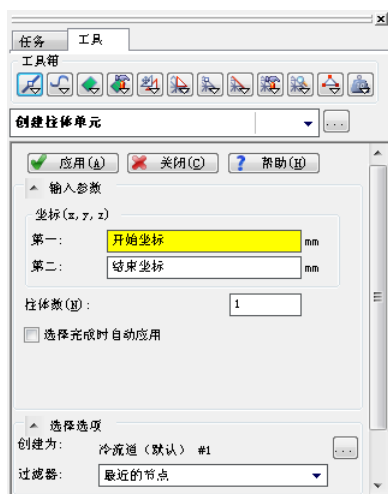 任务 工具
工具箱
创建柱体单元 ...
应用(A) 关闭(C) ? 帮助(H)
输入参数
坐标(x, y, z)
第一: 开始坐标 mm
第二: 结束坐标 mm
柱体数(N): 1
选择完成时自动应用
选择选项
创建为: 冷流道(默认) #1 ...
过滤器: 最近的节点